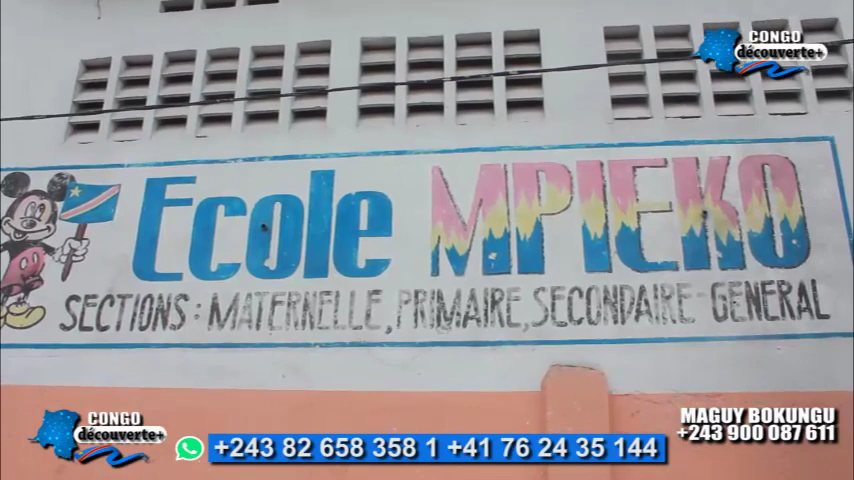 CONGO
découverte+
Ecole MPIEKO
SECTIONS : MATERNELLE, PRIMAIRE, SECONDAIRE - GENERAL
CONGO
découverte+
+243 82 658 358 1 +41 76 24 35 144
MAGUY BOKUNGU
+243 900 087 611